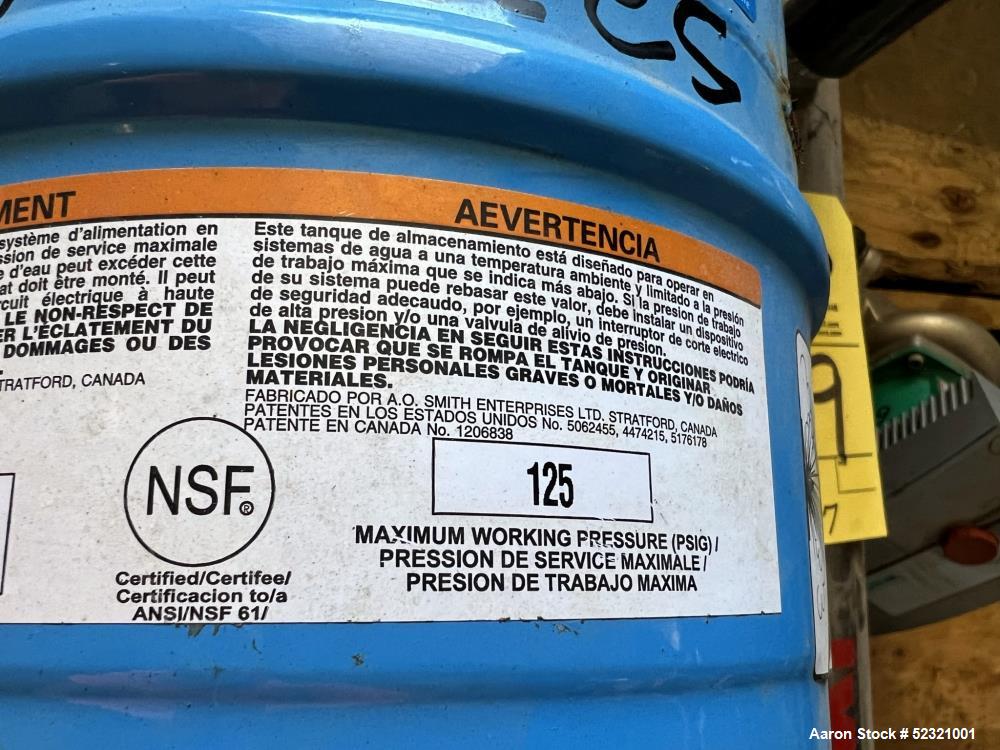 CS
MENT
système d'alimentation en
sion de service maximale
d'eau peut excéder cette
at doit être monté. Il peut
cuit électrique à haute
LE NON-RESPECT DE
R L'ÉCLATEMENT DU
DOMMAGES OU DES
TRATFORD, CANADA
AEVERTENCIA
Este tanque de almacenamiento está diseñado para operar en
sistemas de agua a una temperatura ambiente y limitado a la presión
de trabajo máxima que se indica más abajo. Si la presion de trabajo
de su sistema puede rebasar este valor, debe instalar un dispositivo
de seguridad adecaudo, por ejemplo, un interruptor de corte electrico
de alta presion y/o una valvula de alivio de presion.
LA NEGLIGENCIA EN SEGUIR ESTAS INSTRUCCIONES PODRÍA
PROVOCAR QUE SE ROMPA EL TANQUE Y ORIGINAR
LESIONES PERSONALES GRAVES O MORTALES Y/O DAÑOS
MATERIALES.
FABRICADO POR A.O. SMITH ENTERPRISES LTD. STRATFORD, CANADA
PATENTES EN LOS ESTADOS UNIDOS No. 5062455, 4474215, 5176178
PATENTE EN CANADA No. 1206838
NSF®
Certified/Certifee/
Certificacion to/a
ANSI/NSF 61/
125
MAXIMUM WORKING PRESSURE (PSIG) /
PRESSION DE SERVICE MAXIMALE /
PRESION DE TRABAJO MAXIMA
9
7
Aaron Stock # 52321001